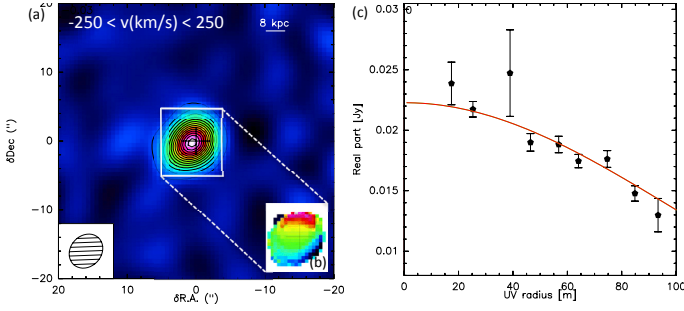 (a)
-250 < v(km/s) < 250
8 kpc
20
10
0
−10
−20
δDec (")
(b)
20
10
0
−10
−20
δR.A. (")
(c)
0.03
0.025
0.02
0.015
0.01
Real part [Jy]
0
0
20
40
60
80
100
UV radius [m]